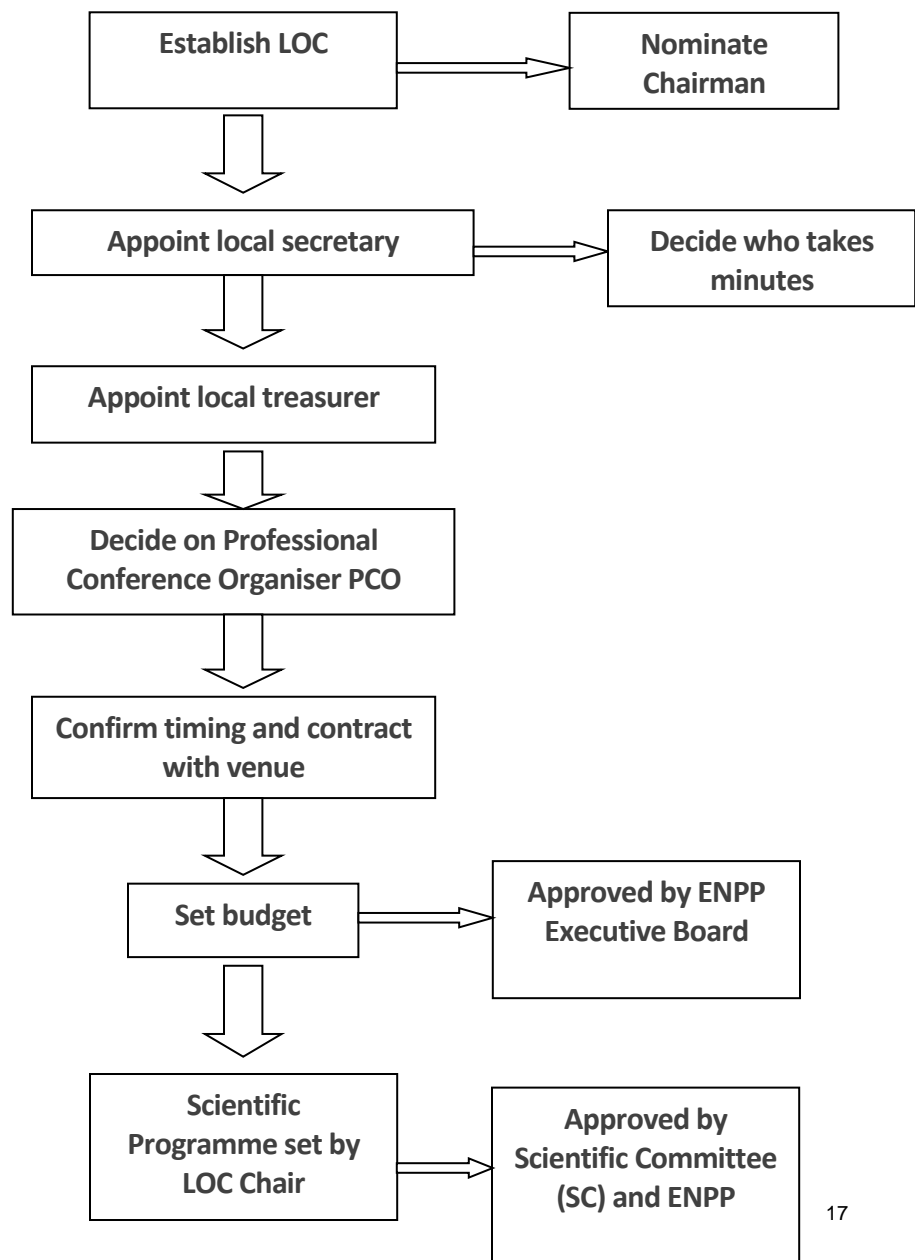 Establish LOC
Nominate
Chairman
Appoint local secretary
Decide who takes
minutes
Appoint local treasurer
Decide on Professional
Conference Organiser PCO
Confirm timing and contract
with venue
Set budget
Approved by ENPP
Executive Board
Scientific
Programme set by
LOC Chair
Approved by
Scientific Committee
(SC) and ENPP
17